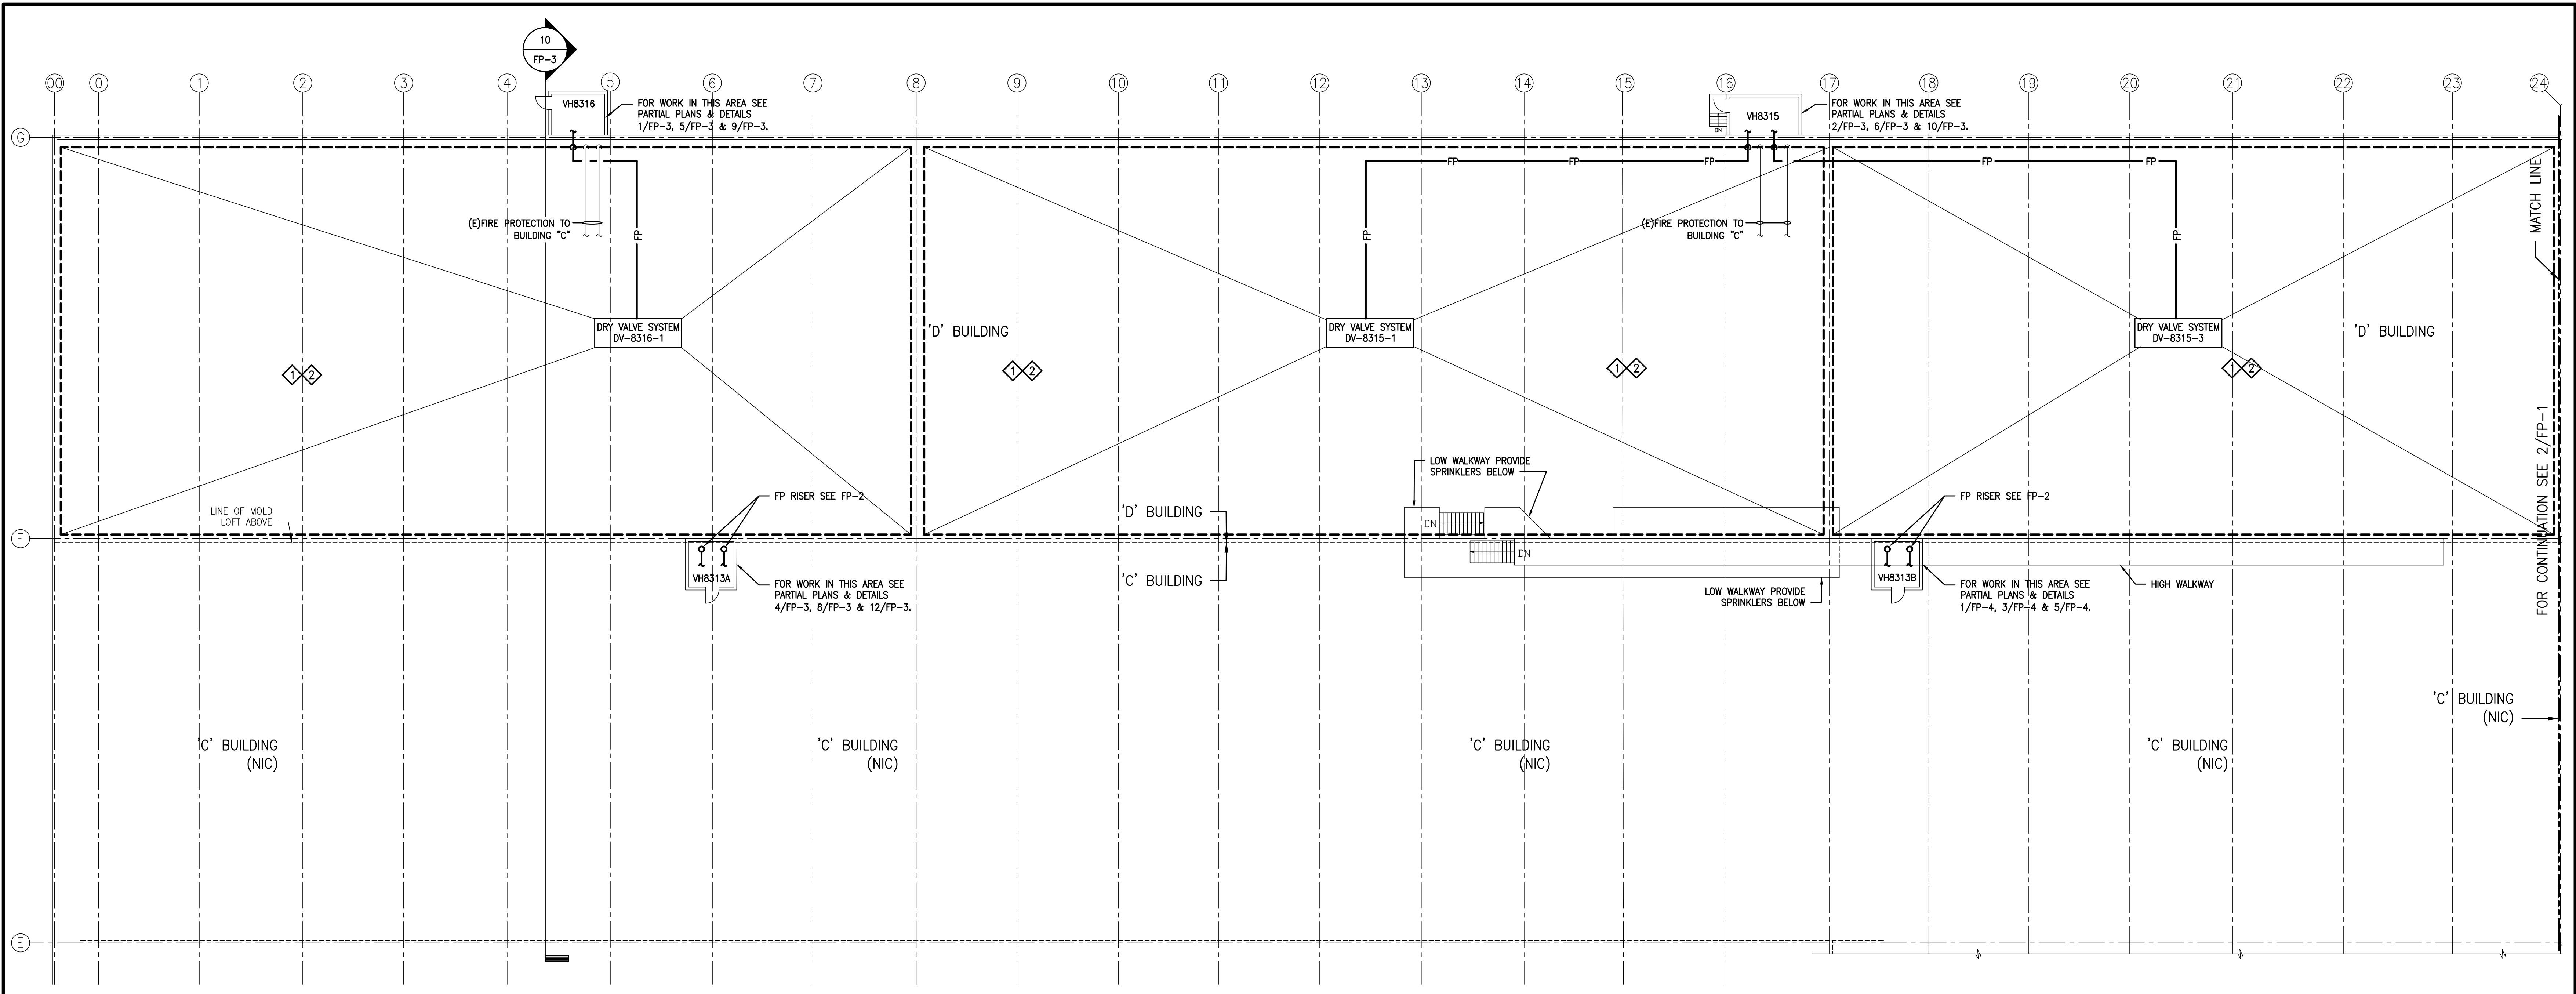 10
FP-3
00
0
1
2
3
4
5
6
7
8
9
10
11
12
13
14
15
16
17
18
19
20
21
22
23
24
G
VH8316
FOR WORK IN THIS AREA SEE
PARTIAL PLANS & DETAILS
1/FP-3, 5/FP-3 & 9/FP-3.
VH8315
DN
FOR WORK IN THIS AREA SEE
PARTIAL PLANS & DETAILS
2/FP-3, 6/FP-3 & 10/FP-3.
FP
FP
FP
FP
FP
(E)FIRE PROTECTION TO
BUILDING "C"
FP
FP
(E)FIRE PROTECTION TO
BUILDING "C"
FP
MATCH LINE
DRY VALVE SYSTEM
DV-8316-1
'D' BUILDING
DRY VALVE SYSTEM
DV-8315-1
DRY VALVE SYSTEM
DV-8315-3
'D' BUILDING
1 2
1 2
1 2
1 2
FOR CONTINUATION SEE 2/FP-1
LOW WALKWAY PROVIDE
SPRINKLERS BELOW
LINE OF MOLD
LOFT ABOVE
FP RISER SEE FP-2
'D' BUILDING
DN
FP RISER SEE FP-2
F
DN
VH8313A
FOR WORK IN THIS AREA SEE
PARTIAL PLANS & DETAILS
4/FP-3, 8/FP-3 & 12/FP-3.
'C' BUILDING
LOW WALKWAY PROVIDE
SPRINKLERS BELOW
VH8313B
FOR WORK IN THIS AREA SEE
PARTIAL PLANS & DETAILS
1/FP-4, 3/FP-4 & 5/FP-4.
HIGH WALKWAY
'C' BUILDING
(NIC)
'C' BUILDING
(NIC)
'C' BUILDING
(NIC)
'C' BUILDING
(NIC)
'C' BUILDING
(NIC)
E